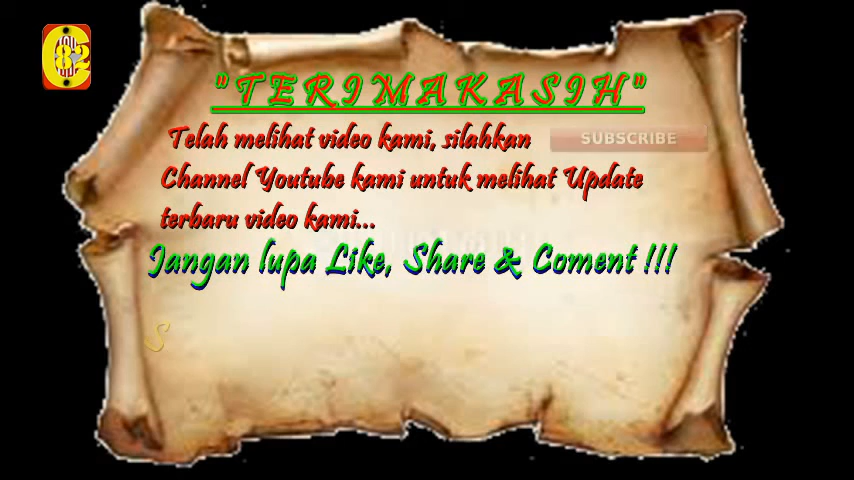 C82
"TERIMAKASIH"
Telah melihat video kami, silahkan SUBSCRIBE
Channel Youtube kami untuk melihat Update
terbaru video kami...
Jangan lupa Like, Share & Coment !!!
S